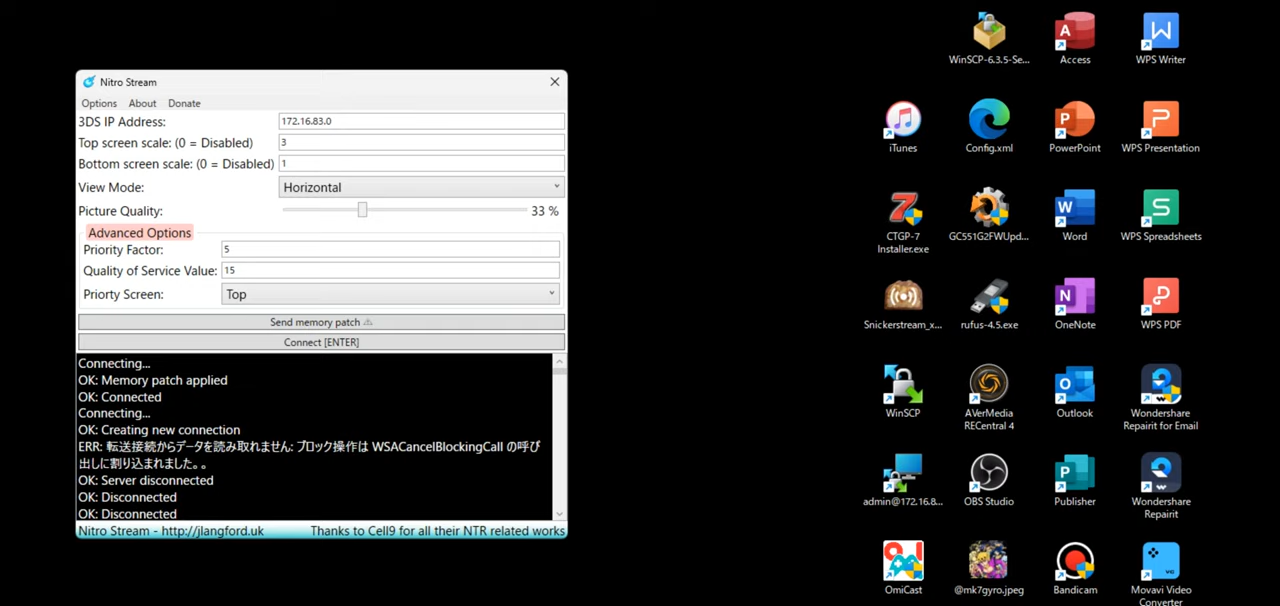 Nitro Stream
Options About Donate
3DS IP Address: 172.16.83.0
Top screen scale: (0 = Disabled) 3
Bottom screen scale: (0 = Disabled) 1
View Mode: Horizontal
Picture Quality: 33 %
Advanced Options
Priority Factor: 5
Quality of Service Value: 15
Priorty Screen: Top
Send memory patch ⚠
Connect [ENTER]
Connecting...
OK: Memory patch applied
OK: Connected
Connecting...
OK: Creating new connection
ERR: 転送接続からデータを読み取れません: ブロック操作は WSACancelBlockingCall の呼び
出しに割り込まれました。。
OK: Server disconnected
OK: Disconnected
OK: Disconnected
Nitro Stream - http://jlangford.uk Thanks to Cell9 for all their NTR related works
WinSCP-6.3.5-Se... Access WPS Writer
iTunes Config.xml PowerPoint WPS Presentation
CTGP-7 GC551G2FWUpd... Word WPS Spreadsheets
Installer.exe
Snickerstream_x... rufus-4.5.exe OneNote WPS PDF
WinSCP AVerMedia Outlook Wondershare
RECentral 4 Repairit for Email
admin@172.16.8... OBS Studio Publisher Wondershare
Repairit
OmiCast @mk7gyro.jpeg Bandicam Movavi Video
Converter